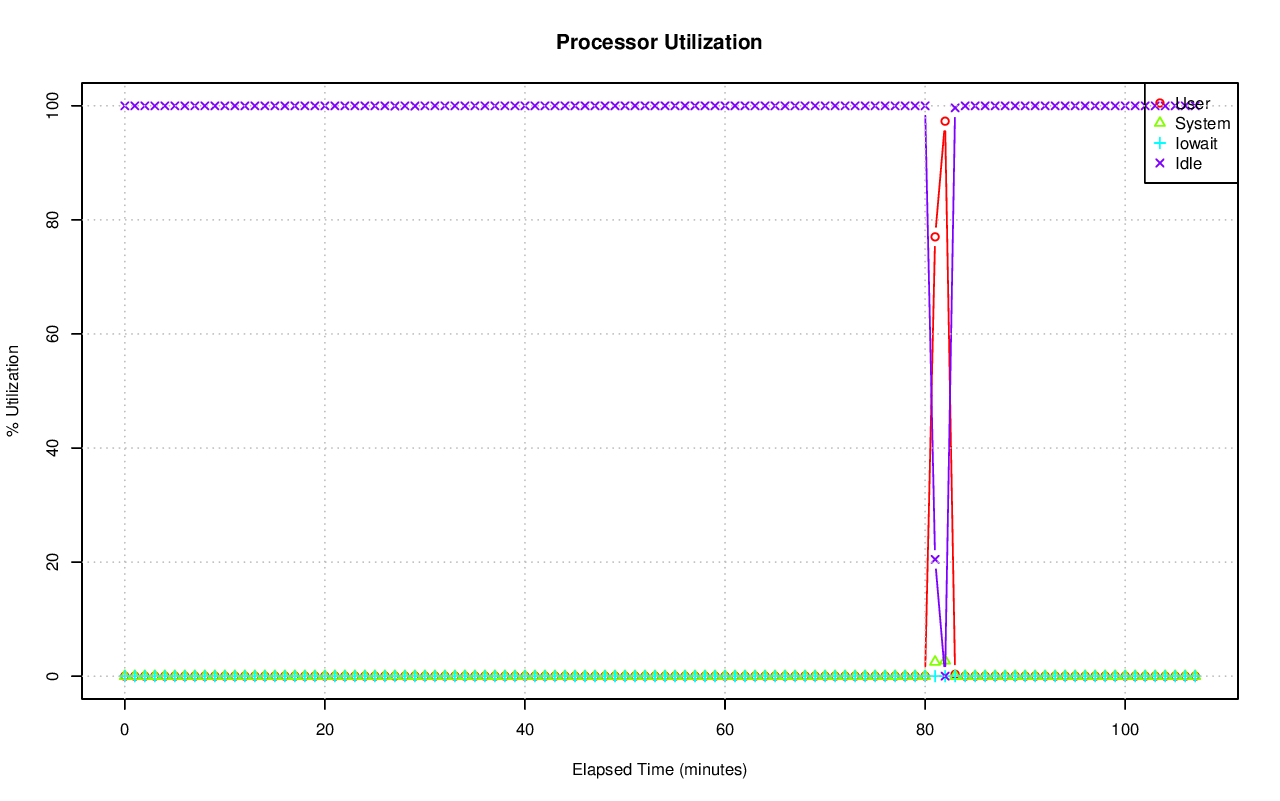 Processor Utilization
% Utilization
100
80
60
40
20
0
User
System
Iowait
Idle
0 20 40 60 80 100
Elapsed Time (minutes)